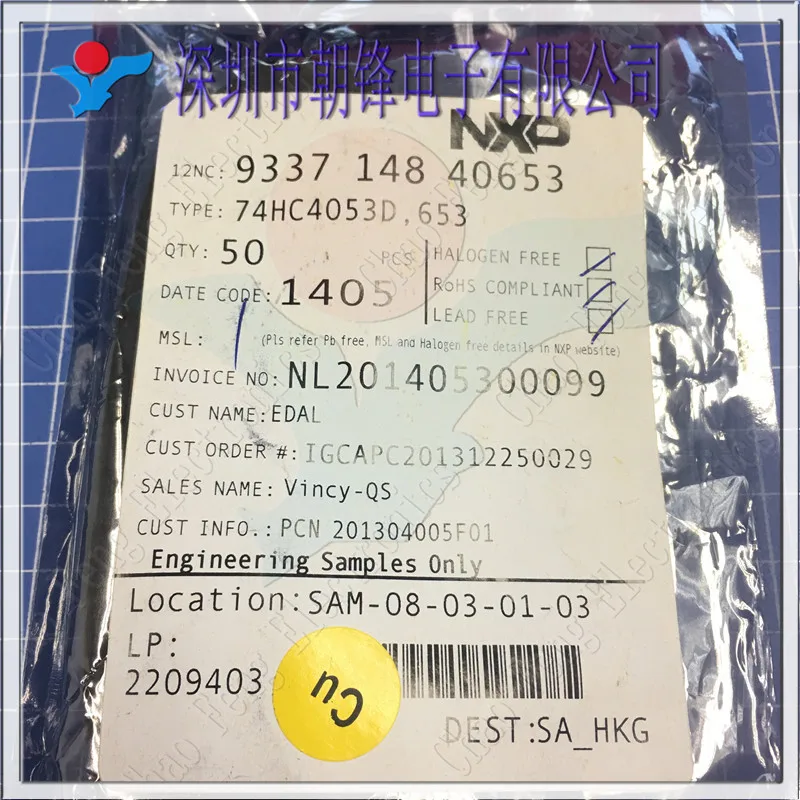 深圳市朝锋电子有限公司
NXP
12NC: 9337 148 40653
TYPE: 74HC4053D,653
QTY: 50 PCS
HALOGEN FREE
DATE CODE: 1405
RoHS COMPLIANT
LEAD FREE
MSL: 1 (Pls refer Pb free, MSL and Halogen free details in NXP website)
INVOICE NO: NL201405300099
CUST NAME: EDAL
CUST ORDER #: IGCAPC201312250029
SALES NAME: Vincy-QS
CUST INFO.: PCN 201304005F01
Engineering Samples Only
Location: SAM-08-03-01-03
LP:
2209403
Cu
DEST:SA_HKG